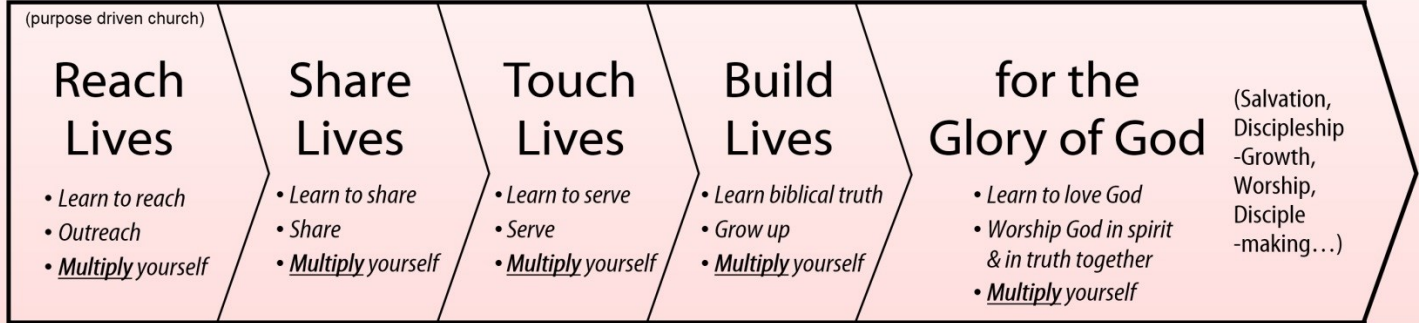 (purpose driven church)
Reach
Lives
• Learn to reach
• Outreach
• Multiply yourself
Share
Lives
• Learn to share
• Share
• Multiply yourself
Touch
Lives
• Learn to serve
• Serve
• Multiply yourself
Build
Lives
• Learn biblical truth
• Grow up
• Multiply yourself
for the
Glory of God
• Learn to love God
• Worship God in spirit
& in truth together
• Multiply yourself
(Salvation,
Discipleship
-Growth,
Worship,
Disciple
-making…)